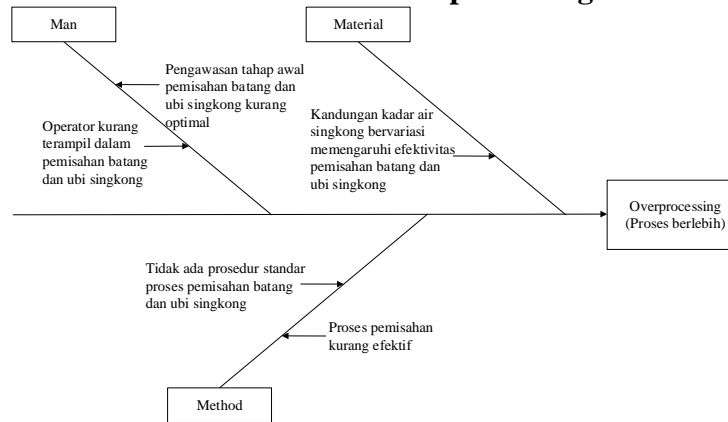 Man
Material
Pengawasan tahap awal
pemisahan batang dan
ubi singkong kurang
optimal
Operator kurang
terampil dalam
pemisahan batang
dan ubi singkong
Kandungan kadar air
singkong bervariasi
memengaruhi efektivitas
pemisahan batang dan
ubi singkong
Overprocessing
(Proses berlebih)
Tidak ada prosedur standar
proses pemisahan batang
dan ubi singkong
Proses pemisahan
kurang efektif
Method